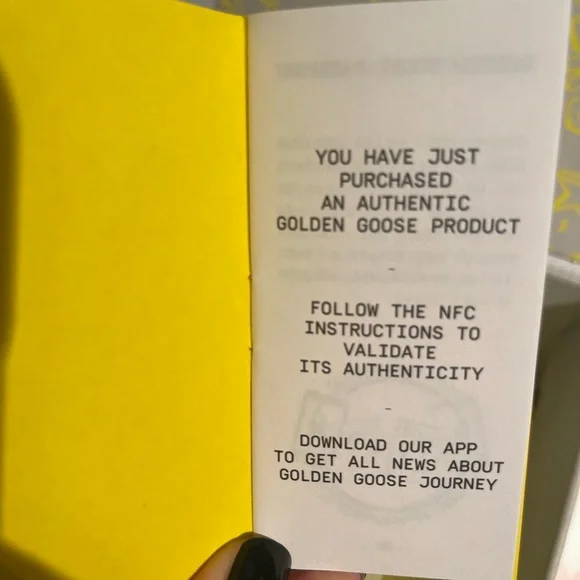 YOU HAVE JUST
PURCHASED
AN AUTHENTIC
GOLDEN GOOSE PRODUCT
-
FOLLOW THE NFC
INSTRUCTIONS TO
VALIDATE
ITS AUTHENTICITY
-
DOWNLOAD OUR APP
TO GET ALL NEWS ABOUT
GOLDEN GOOSE JOURNEY